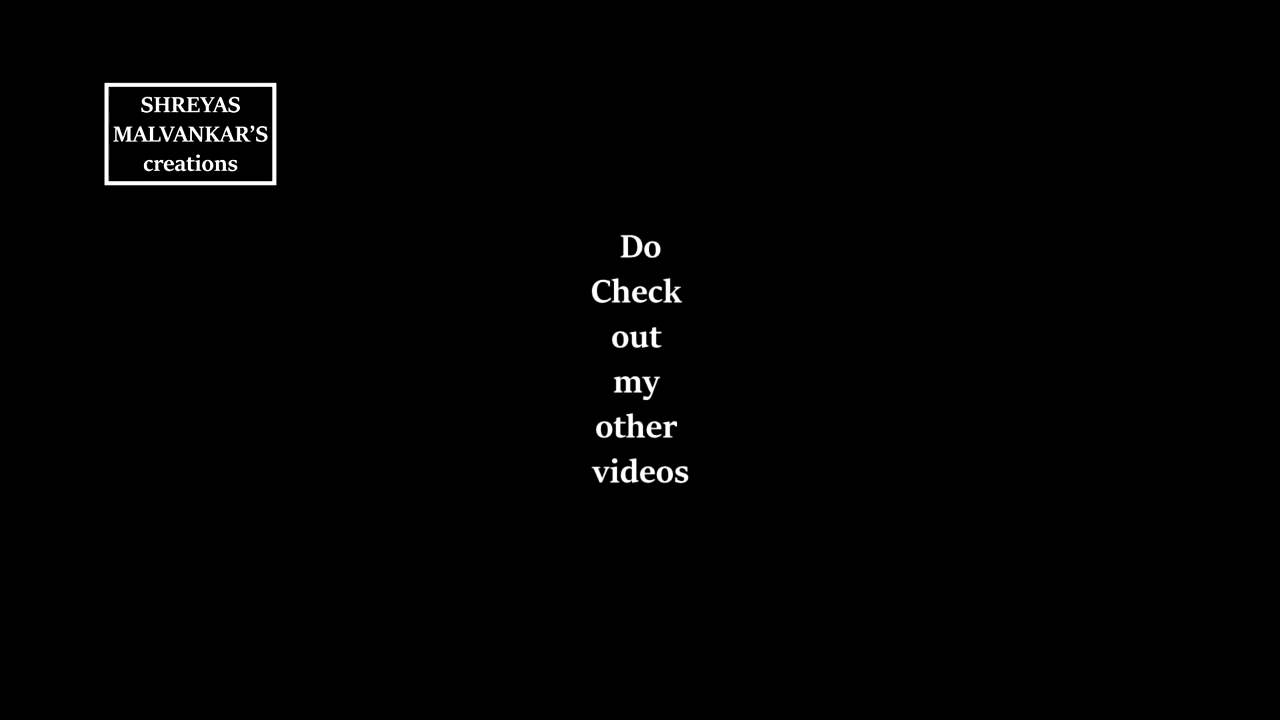 SHREYAS
MALVANKAR’S
creations
Do
Check
out
my
other
videos